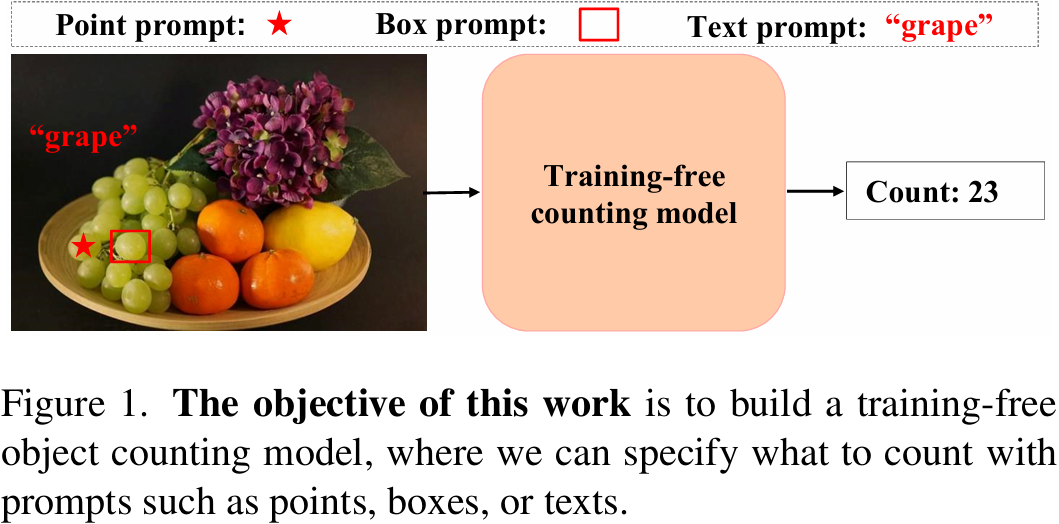 Point prompt: Box prompt: Text prompt: “grape”
“grape”
Training-free
counting model
Count: 23
Figure 1. The objective of this work is to build a training-free
object counting model, where we can specify what to count with
prompts such as points, boxes, or texts.